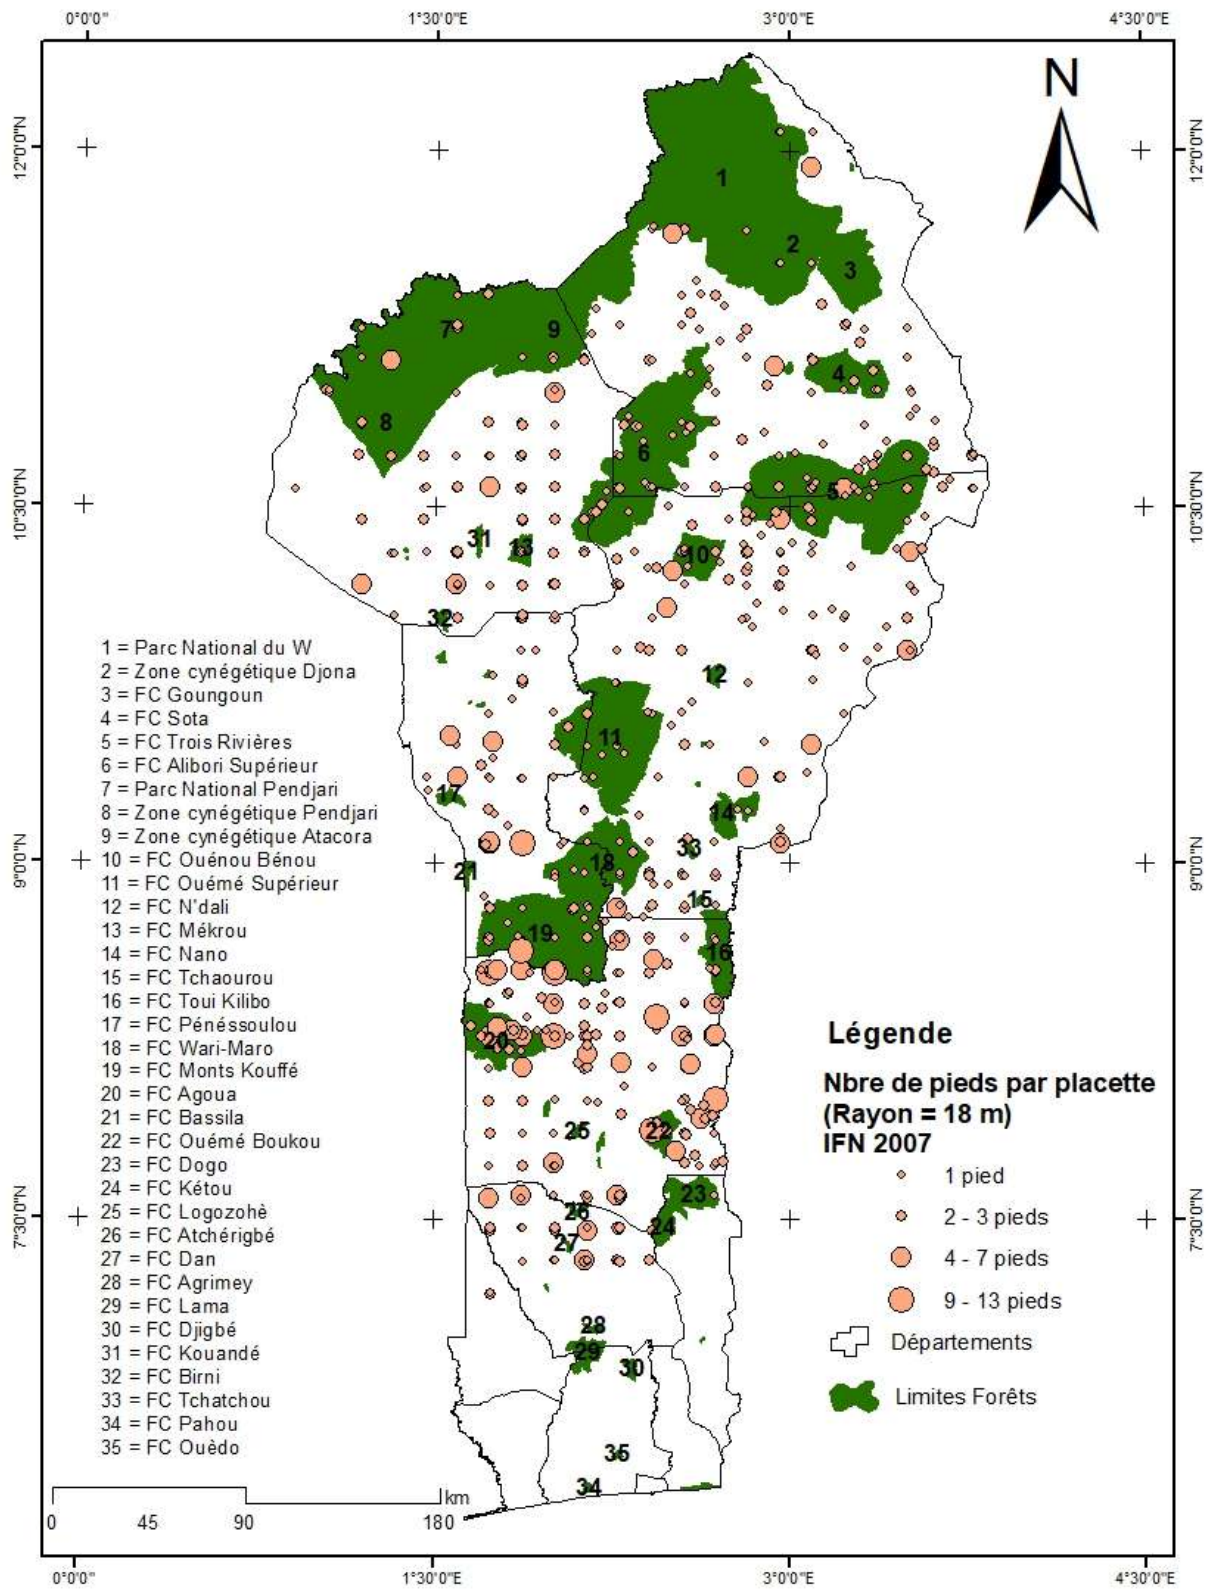 0°0'0" 1°30'0"E 3°0'0"E 4°30'0"E
N
12°0'0"N 12°0'0"N
1
2
3
7 9
4
8
6
5
10°30'0"N 10°30'0"N
31 13 10
32
12
11
17
14
9°0'0"N 9°0'0"N
18 33
21
15
19
16
20
22
25
23
26 24
7°30'0"N 7°30'0"N
27
28
29
30
35
34
1 = Parc National du W
2 = Zone cynégétique Djona
3 = FC Goungoun
4 = FC Sota
5 = FC Trois Rivières
6 = FC Alibori Supérieur
7 = Parc National Pendjari
8 = Zone cynégétique Pendjari
9 = Zone cynégétique Atacora
10 = FC Ouénou Bénou
11 = FC Ouémé Supérieur
12 = FC N'dali
13 = FC Mékrou
14 = FC Nano
15 = FC Tchaourou
16 = FC Toui Kilibo
17 = FC Pénéssoulou
18 = FC Wari-Maro
19 = FC Monts Kouffé
20 = FC Agoua
21 = FC Bassila
22 = FC Ouémé Boukou
23 = FC Dogo
24 = FC Kétou
25 = FC Logozohè
26 = FC Atchérigbé
27 = FC Dan
28 = FC Agrimey
29 = FC Lama
30 = FC Djigbé
31 = FC Kouandé
32 = FC Birni
33 = FC Tchatchou
34 = FC Pahou
35 = FC Ouèdo
Légende
Nbre de pieds par placette
(Rayon = 18 m)
IFN 2007
1 pied
2 - 3 pieds
4 - 7 pieds
9 - 13 pieds
Départements
Limites Forêts
km
0 45 90 180
0°0'0" 1°30'0"E 3°0'0"E 4°30'0"E